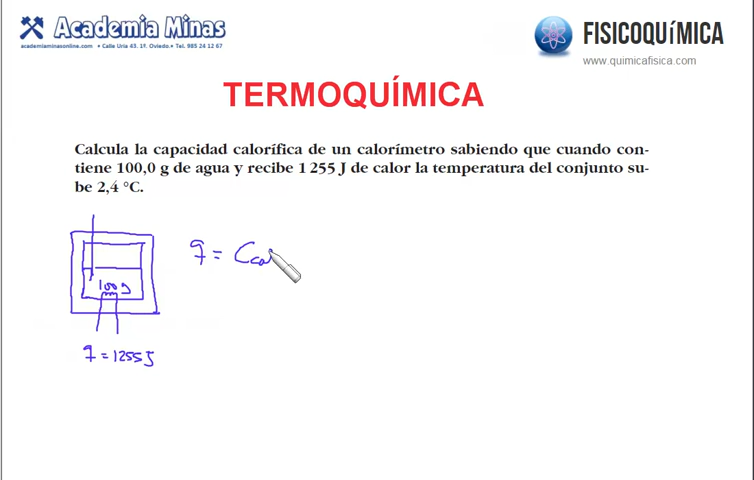 Academia Minas
academiaminasonline.com • Calle Uría 43. 1º. Oviedo • Tel. 985 24 12 67
FISICOQUÍMICA
www.quimicafisica.com
TERMOQUÍMICA
Calcula la capacidad calorífica de un calorímetro sabiendo que cuando con-
tiene 100,0 g de agua y recibe 1 255 J de calor la temperatura del conjunto su-
be 2,4 °C.
q = Cca
100 g
q = 1255 J